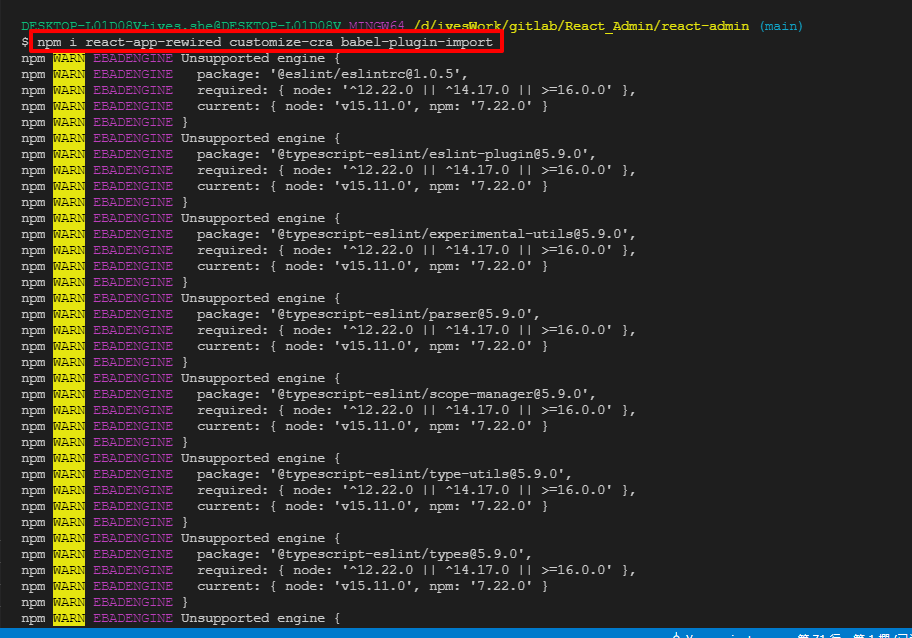 DESKTOP-L01D08V+ives.she@DESKTOP-L01D08V MINGW64 /d/ivesWork/gitlab/React_Admin/react-admin (main)
$ npm i react-app-rewired customize-cra babel-plugin-import
npm WARN EBADENGINE Unsupported engine {
npm WARN EBADENGINE   package: '@eslint/eslintrc@1.0.5',
npm WARN EBADENGINE   required: { node: '^12.22.0 || ^14.17.0 || >=16.0.0' },
npm WARN EBADENGINE   current: { node: 'v15.11.0', npm: '7.22.0' }
npm WARN EBADENGINE }
npm WARN EBADENGINE Unsupported engine {
npm WARN EBADENGINE   package: '@typescript-eslint/eslint-plugin@5.9.0',
npm WARN EBADENGINE   required: { node: '^12.22.0 || ^14.17.0 || >=16.0.0' },
npm WARN EBADENGINE   current: { node: 'v15.11.0', npm: '7.22.0' }
npm WARN EBADENGINE }
npm WARN EBADENGINE Unsupported engine {
npm WARN EBADENGINE   package: '@typescript-eslint/experimental-utils@5.9.0',
npm WARN EBADENGINE   required: { node: '^12.22.0 || ^14.17.0 || >=16.0.0' },
npm WARN EBADENGINE   current: { node: 'v15.11.0', npm: '7.22.0' }
npm WARN EBADENGINE }
npm WARN EBADENGINE Unsupported engine {
npm WARN EBADENGINE   package: '@typescript-eslint/parser@5.9.0',
npm WARN EBADENGINE   required: { node: '^12.22.0 || ^14.17.0 || >=16.0.0' },
npm WARN EBADENGINE   current: { node: 'v15.11.0', npm: '7.22.0' }
npm WARN EBADENGINE }
npm WARN EBADENGINE Unsupported engine {
npm WARN EBADENGINE   package: '@typescript-eslint/scope-manager@5.9.0',
npm WARN EBADENGINE   required: { node: '^12.22.0 || ^14.17.0 || >=16.0.0' },
npm WARN EBADENGINE   current: { node: 'v15.11.0', npm: '7.22.0' }
npm WARN EBADENGINE }
npm WARN EBADENGINE Unsupported engine {
npm WARN EBADENGINE   package: '@typescript-eslint/type-utils@5.9.0',
npm WARN EBADENGINE   required: { node: '^12.22.0 || ^14.17.0 || >=16.0.0' },
npm WARN EBADENGINE   current: { node: 'v15.11.0', npm: '7.22.0' }
npm WARN EBADENGINE }
npm WARN EBADENGINE Unsupported engine {
npm WARN EBADENGINE   package: '@typescript-eslint/types@5.9.0',
npm WARN EBADENGINE   required: { node: '^12.22.0 || ^14.17.0 || >=16.0.0' },
npm WARN EBADENGINE   current: { node: 'v15.11.0', npm: '7.22.0' }
npm WARN EBADENGINE }
npm WARN EBADENGINE Unsupported engine {